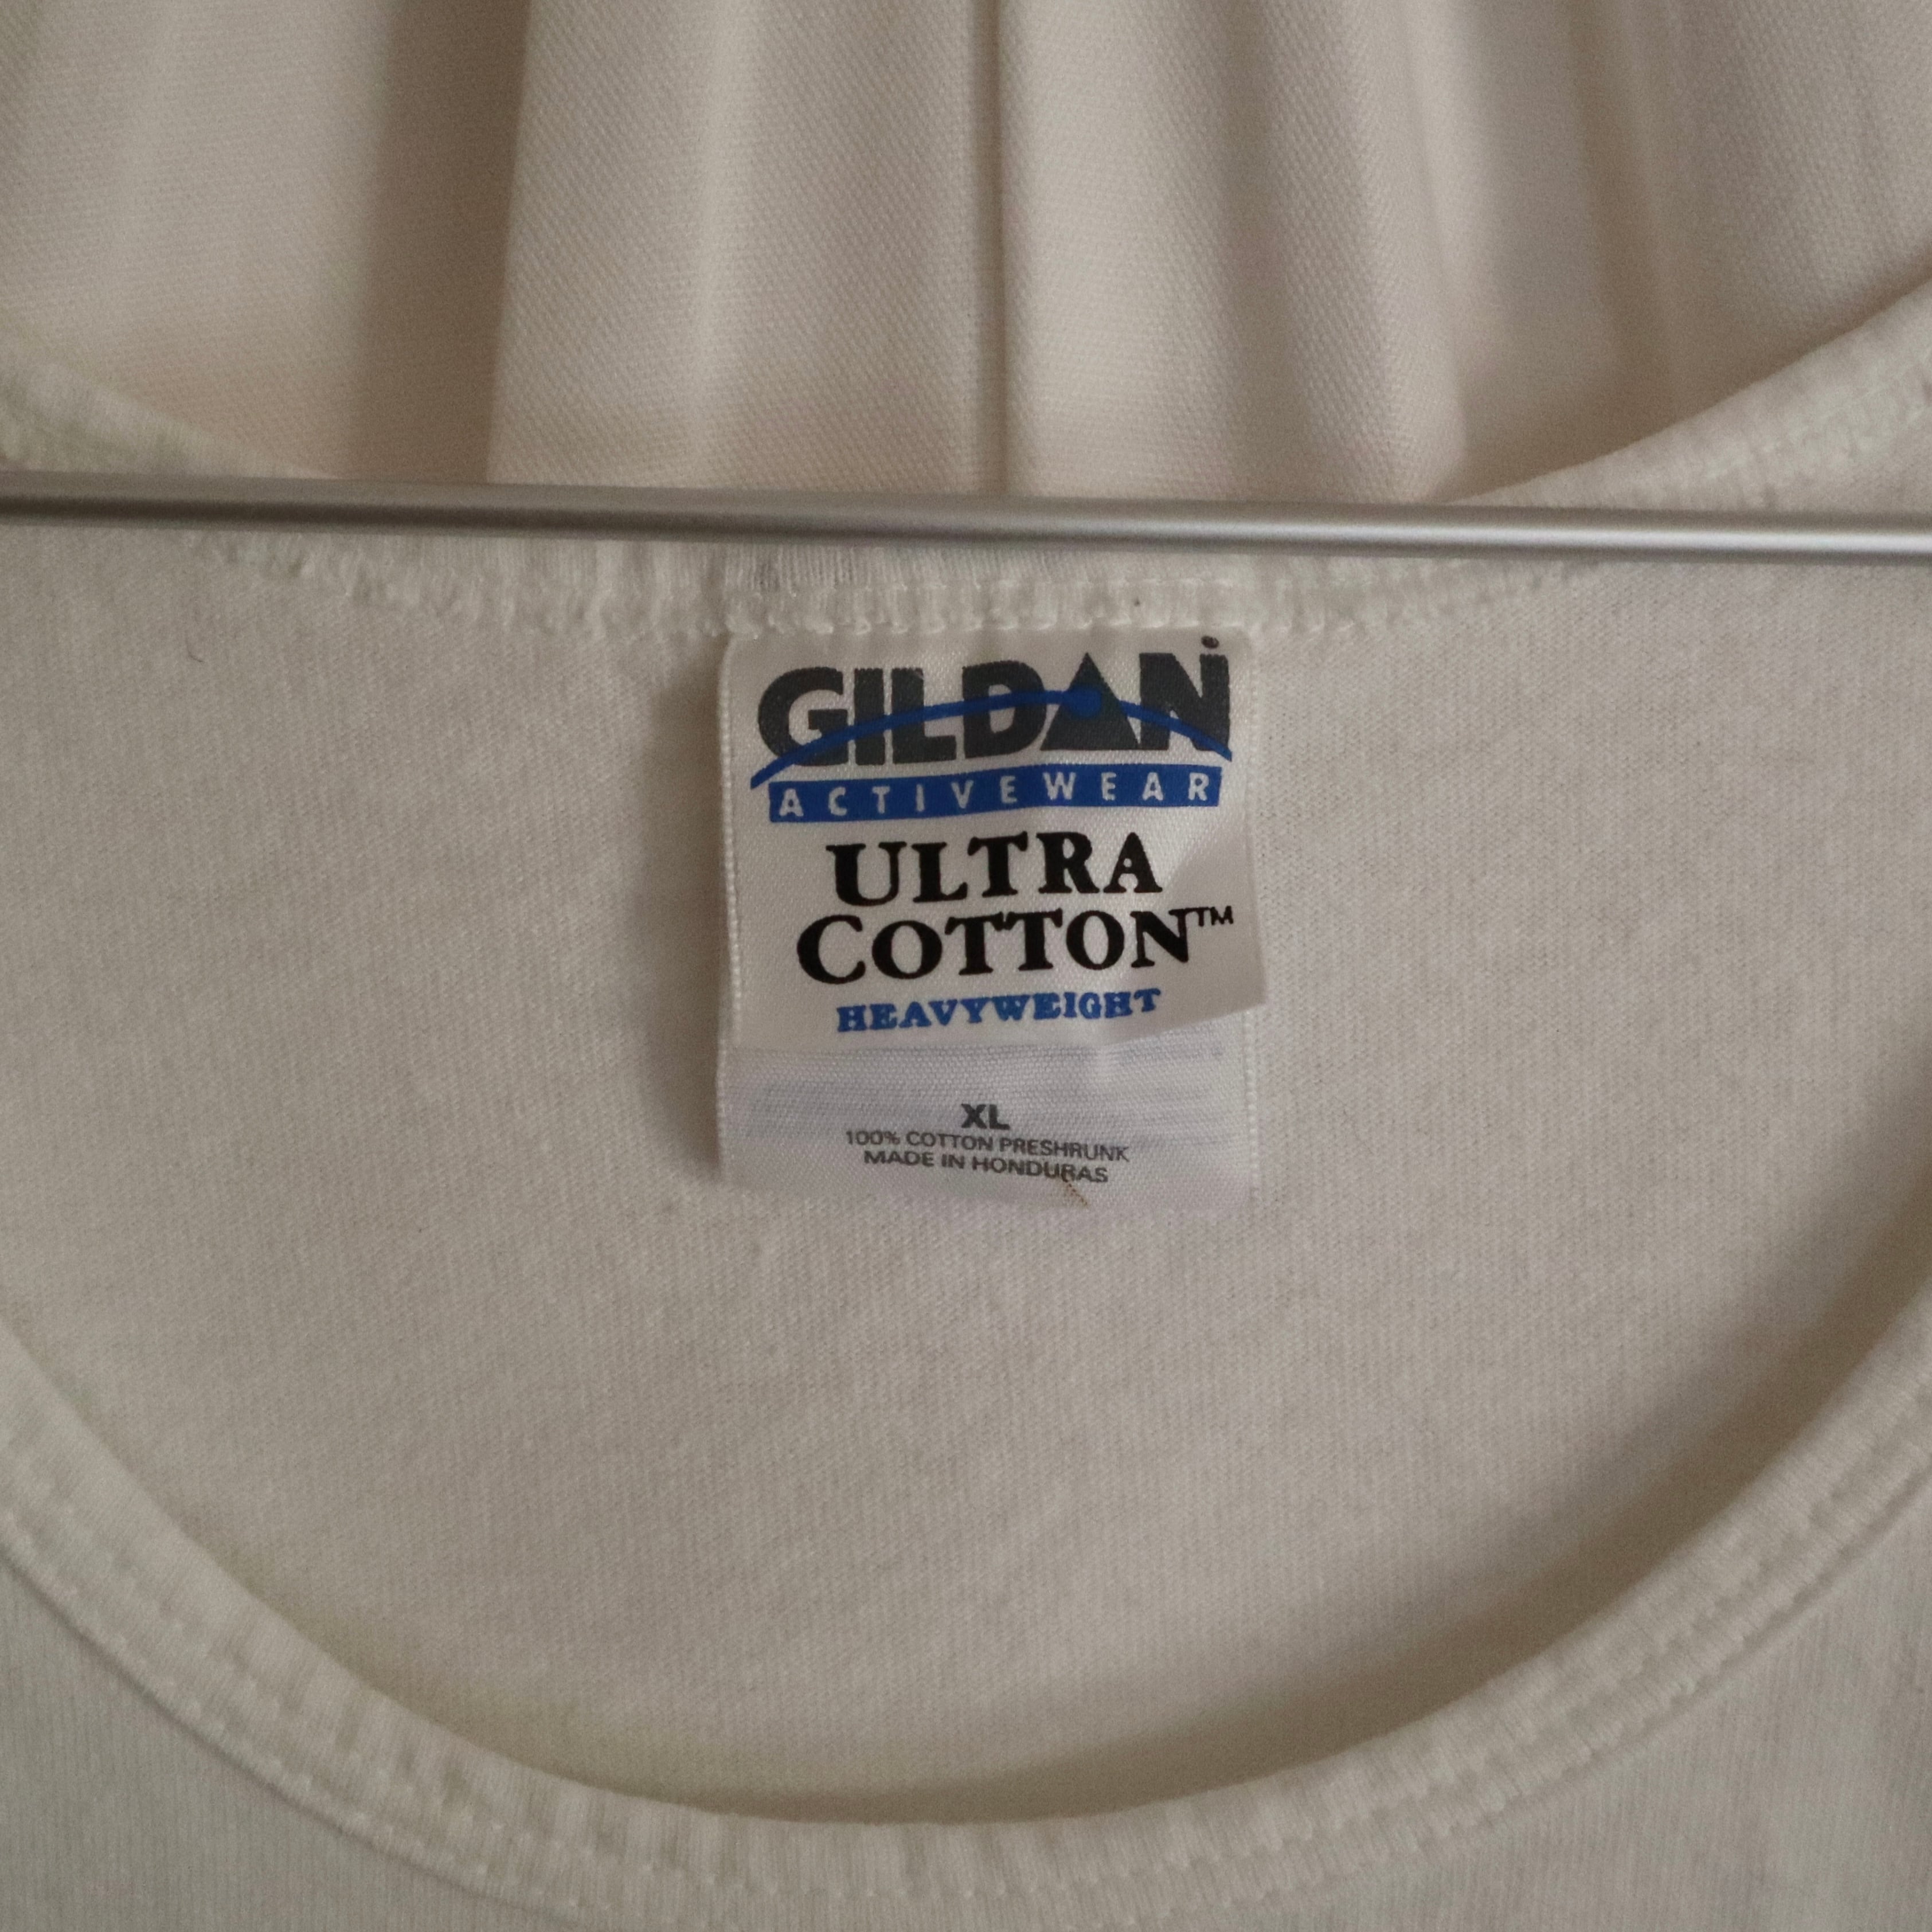 GILDAN
ACTIVEWEAR
ULTRA
COTTON™
HEAVYWEIGHT
XL
100% COTTON PRESHRUNK
MADE IN HONDURAS